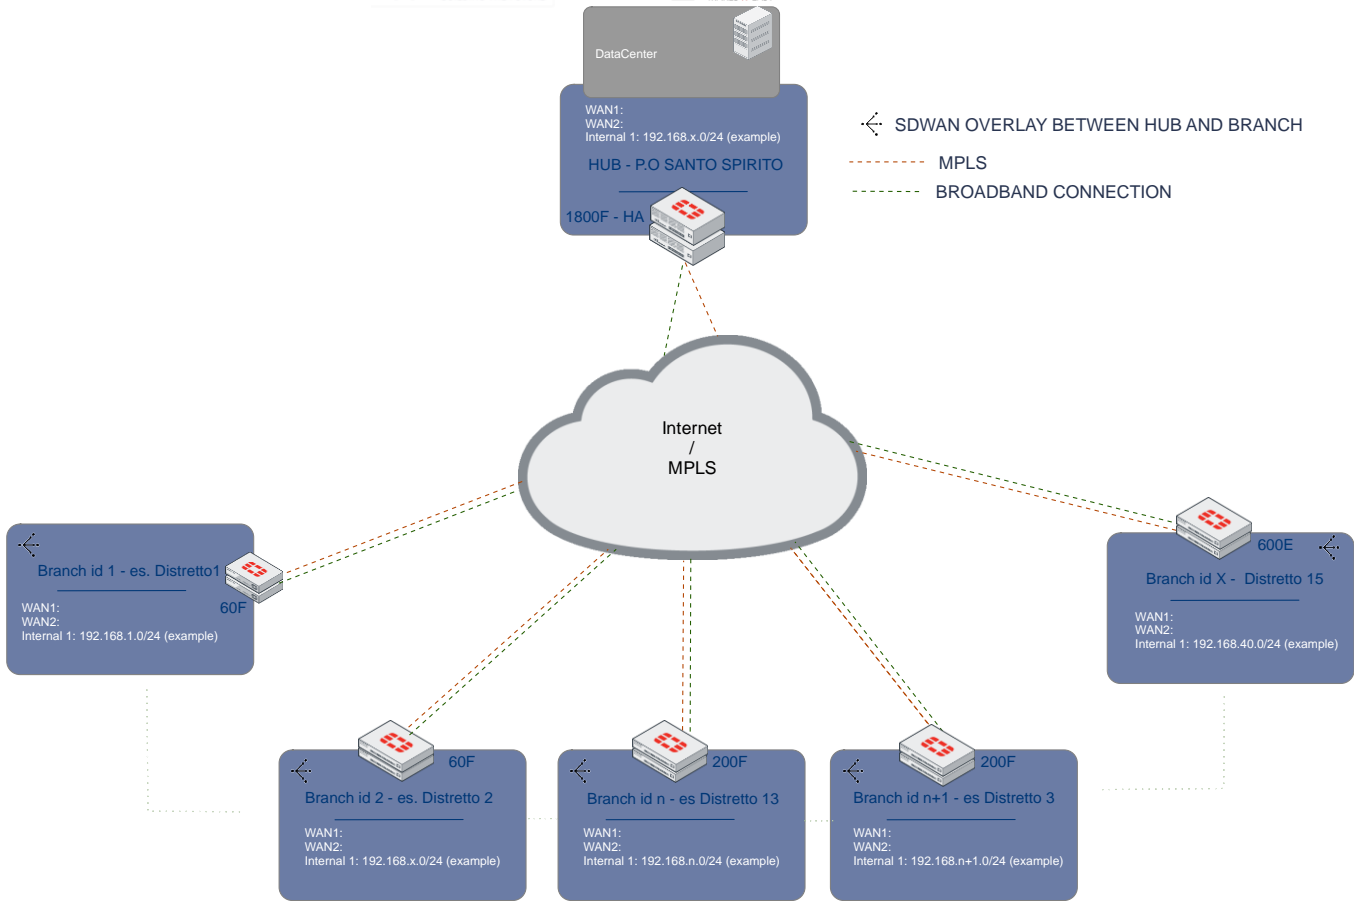 DataCenter
WAN1:
WAN2:
Internal 1: 192.168.x.0/24 (example)
HUB - P.O SANTO SPIRITO
1800F - HA
SDWAN OVERLAY BETWEEN HUB AND BRANCH
MPLS
BROADBAND CONNECTION
Internet
/
MPLS
Branch id 1 - es. Distretto1
60F
WAN1:
WAN2:
Internal 1: 192.168.1.0/24 (example)
600E
Branch id X - Distretto 15
WAN1:
WAN2:
Internal 1: 192.168.40.0/24 (example)
60F
Branch id 2 - es. Distretto 2
WAN1:
WAN2:
Internal 1: 192.168.x.0/24 (example)
200F
Branch id n - es Distretto 13
WAN1:
WAN2:
Internal 1: 192.168.n.0/24 (example)
200F
Branch id n+1 - es Distretto 3
WAN1:
WAN2:
Internal 1: 192.168.n+1.0/24 (example)